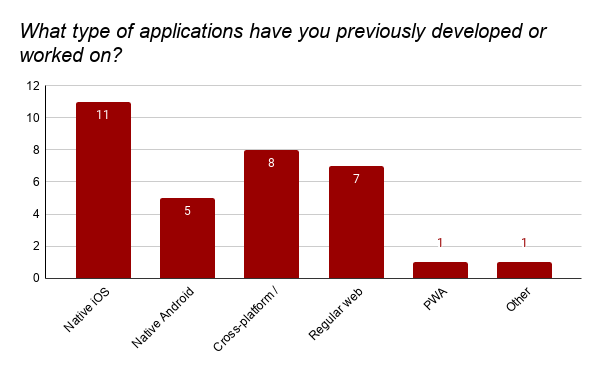 What type of applications have you previously developed or
worked on?
12
10
8
6
4
2
0
11
5
8
7
1
1
Native iOS
Native Android
Cross-platform /
Regular web
PWA
Other